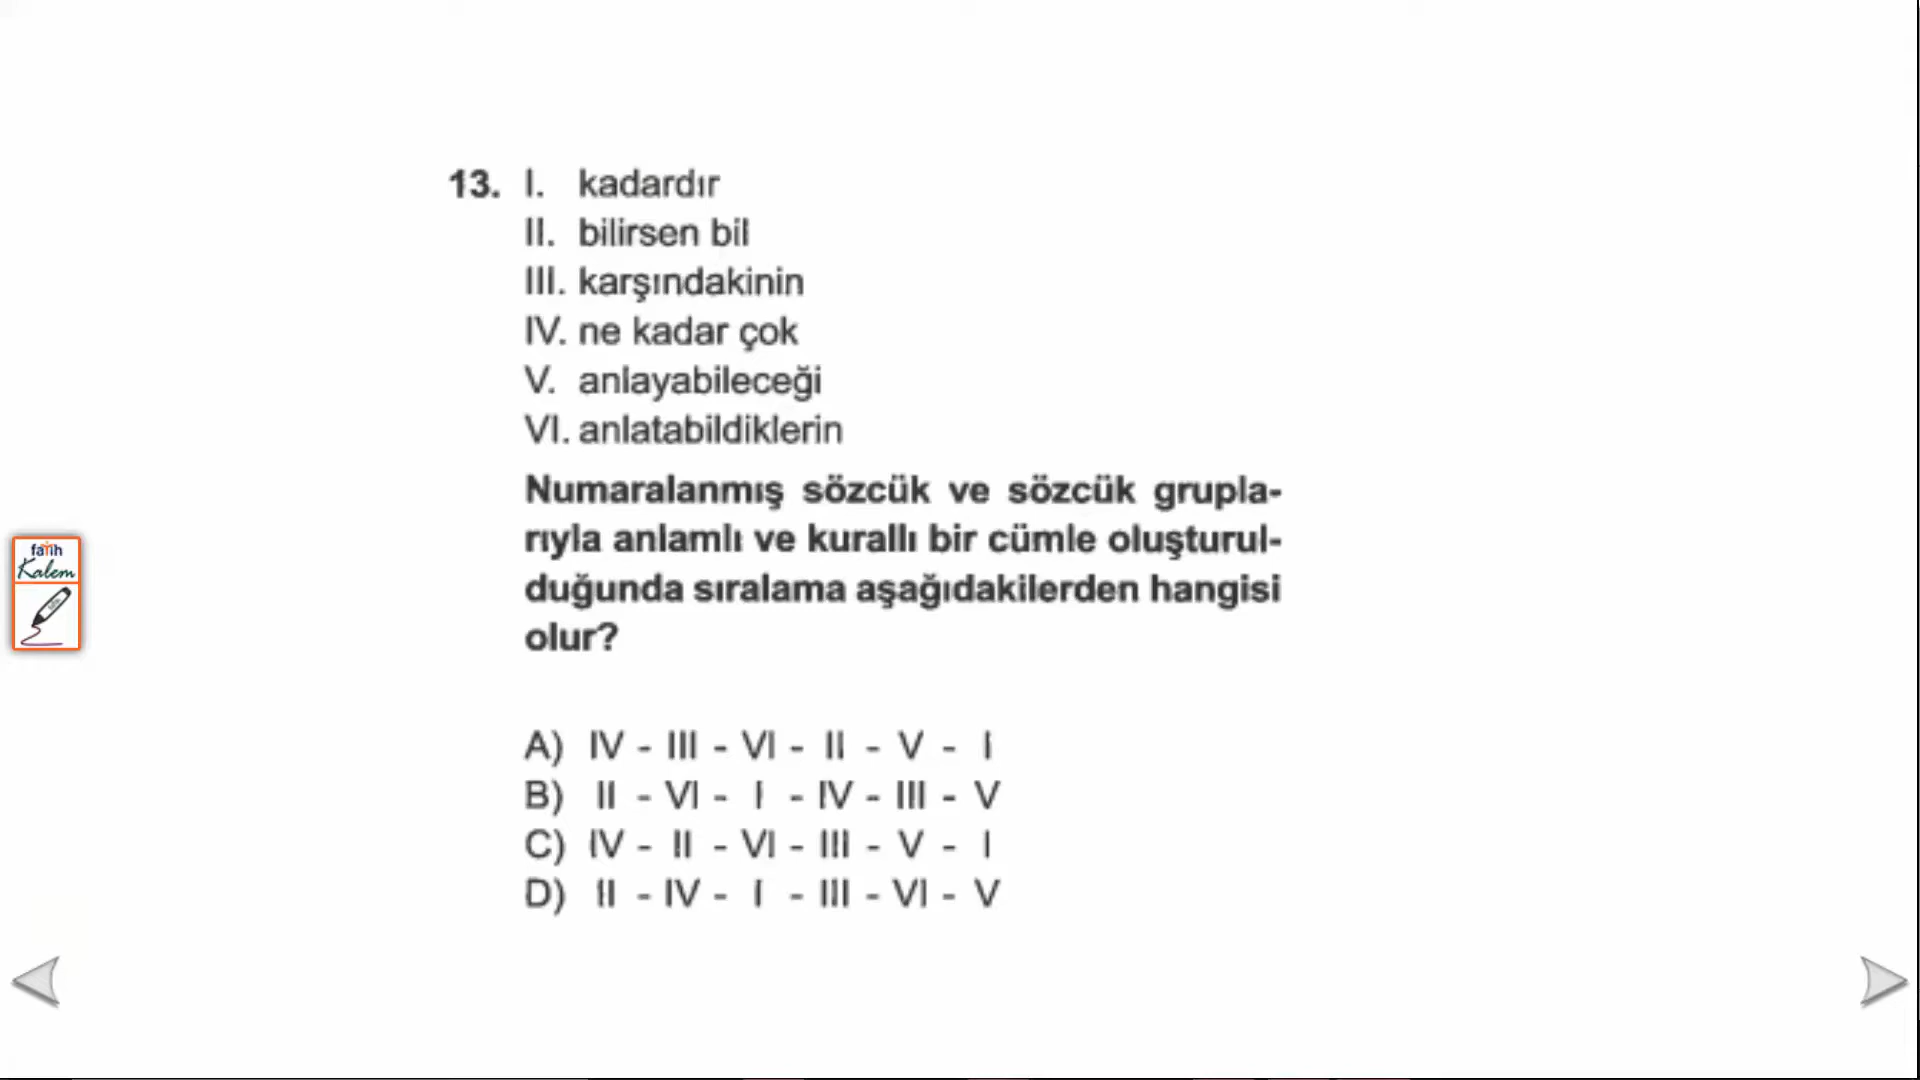 13. I. kadardır
II. bilirsen bil
III. karşındakinin
IV. ne kadar çok
V. anlayabileceği
VI. anlatabildiklerin
Numaralanmış sözcük ve sözcük grupla-
rıyla anlamlı ve kurallı bir cümle oluşturul-
duğunda sıralama aşağıdakilerden hangisi
olur?
A) IV - III - VI - II - V - I
B) II - VI - I - IV - III - V
C) IV - II - VI - III - V - I
D) II - IV - I - III - VI - V
fatih
Kalem